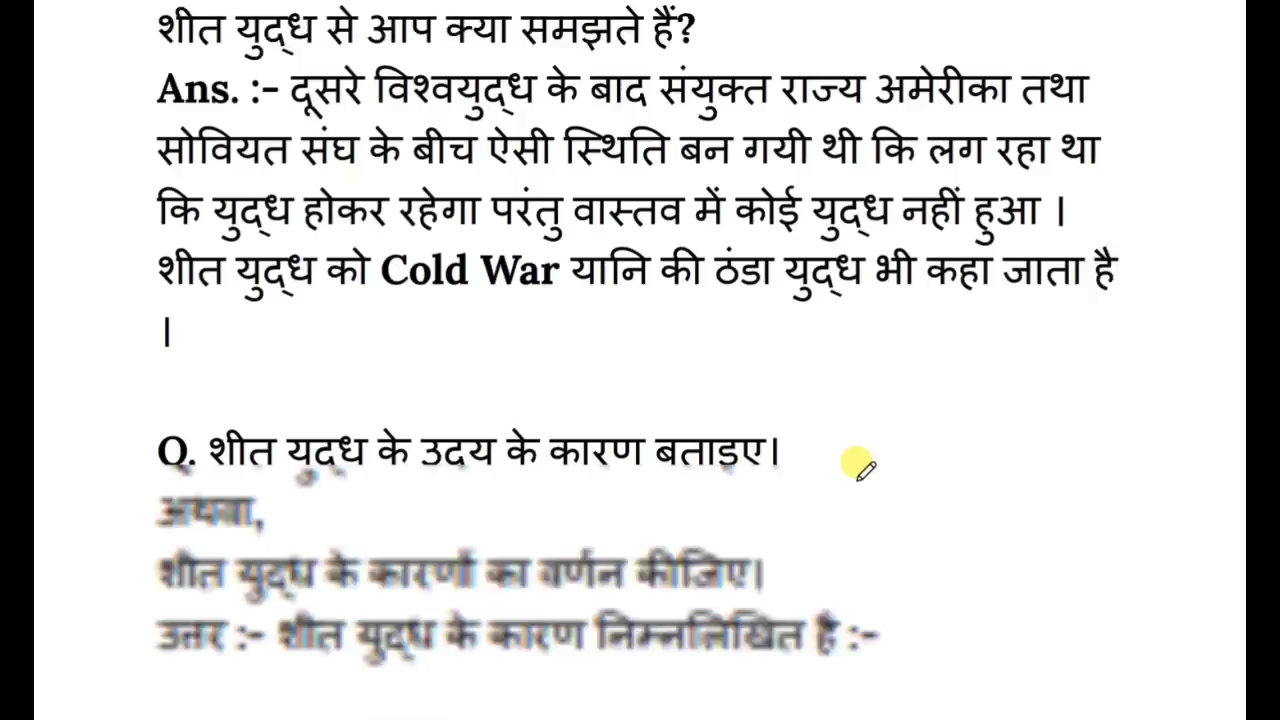 शीत युद्ध से आप क्या समझते हैं?
Ans. :- दूसरे विश्वयुद्ध के बाद संयुक्त राज्य अमेरीका तथा
सोवियत संघ के बीच ऐसी स्थिति बन गयी थी कि लग रहा था
कि युद्ध होकर रहेगा परंतु वास्तव में कोई युद्ध नहीं हुआ ।
शीत युद्ध को Cold War यानि की ठंडा युद्ध भी कहा जाता है
।
Q. शीत युद्ध के उदय के कारण बताइए।
अथवा,
शीत युद्ध के कारणों का वर्णन कीजिए।
उत्तर :- शीत युद्ध के कारण निम्नलिखित है :-